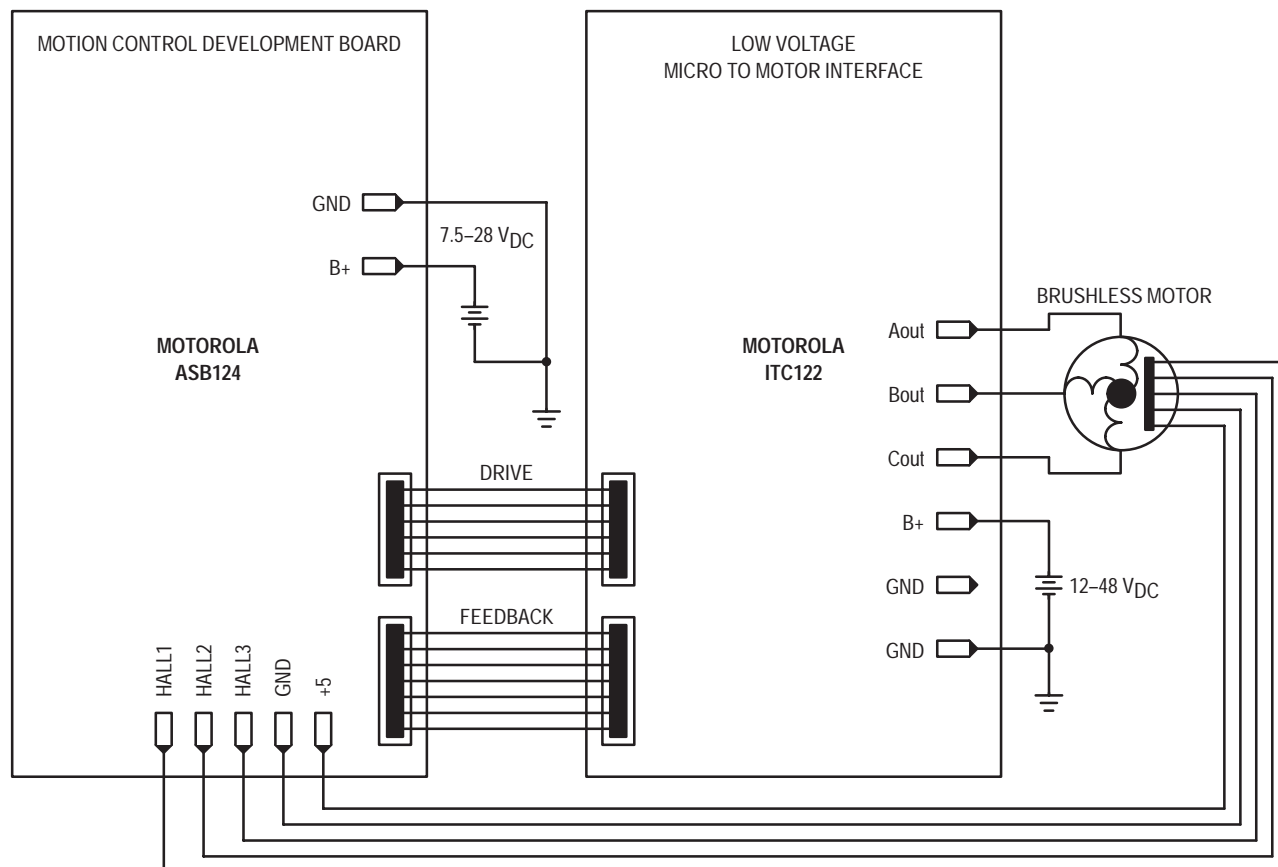 MOTION CONTROL DEVELOPMENT BOARD
GND
7.5–28 VDC
B+
MOTOROLA
ASB124
DRIVE
FEEDBACK
HALL1
HALL2
HALL3
GND
+5
LOW VOLTAGE
MICRO TO MOTOR INTERFACE
MOTOROLA
ITC122
Aout
Bout
Cout
B+
GND
GND
BRUSHLESS MOTOR
12–48 VDC